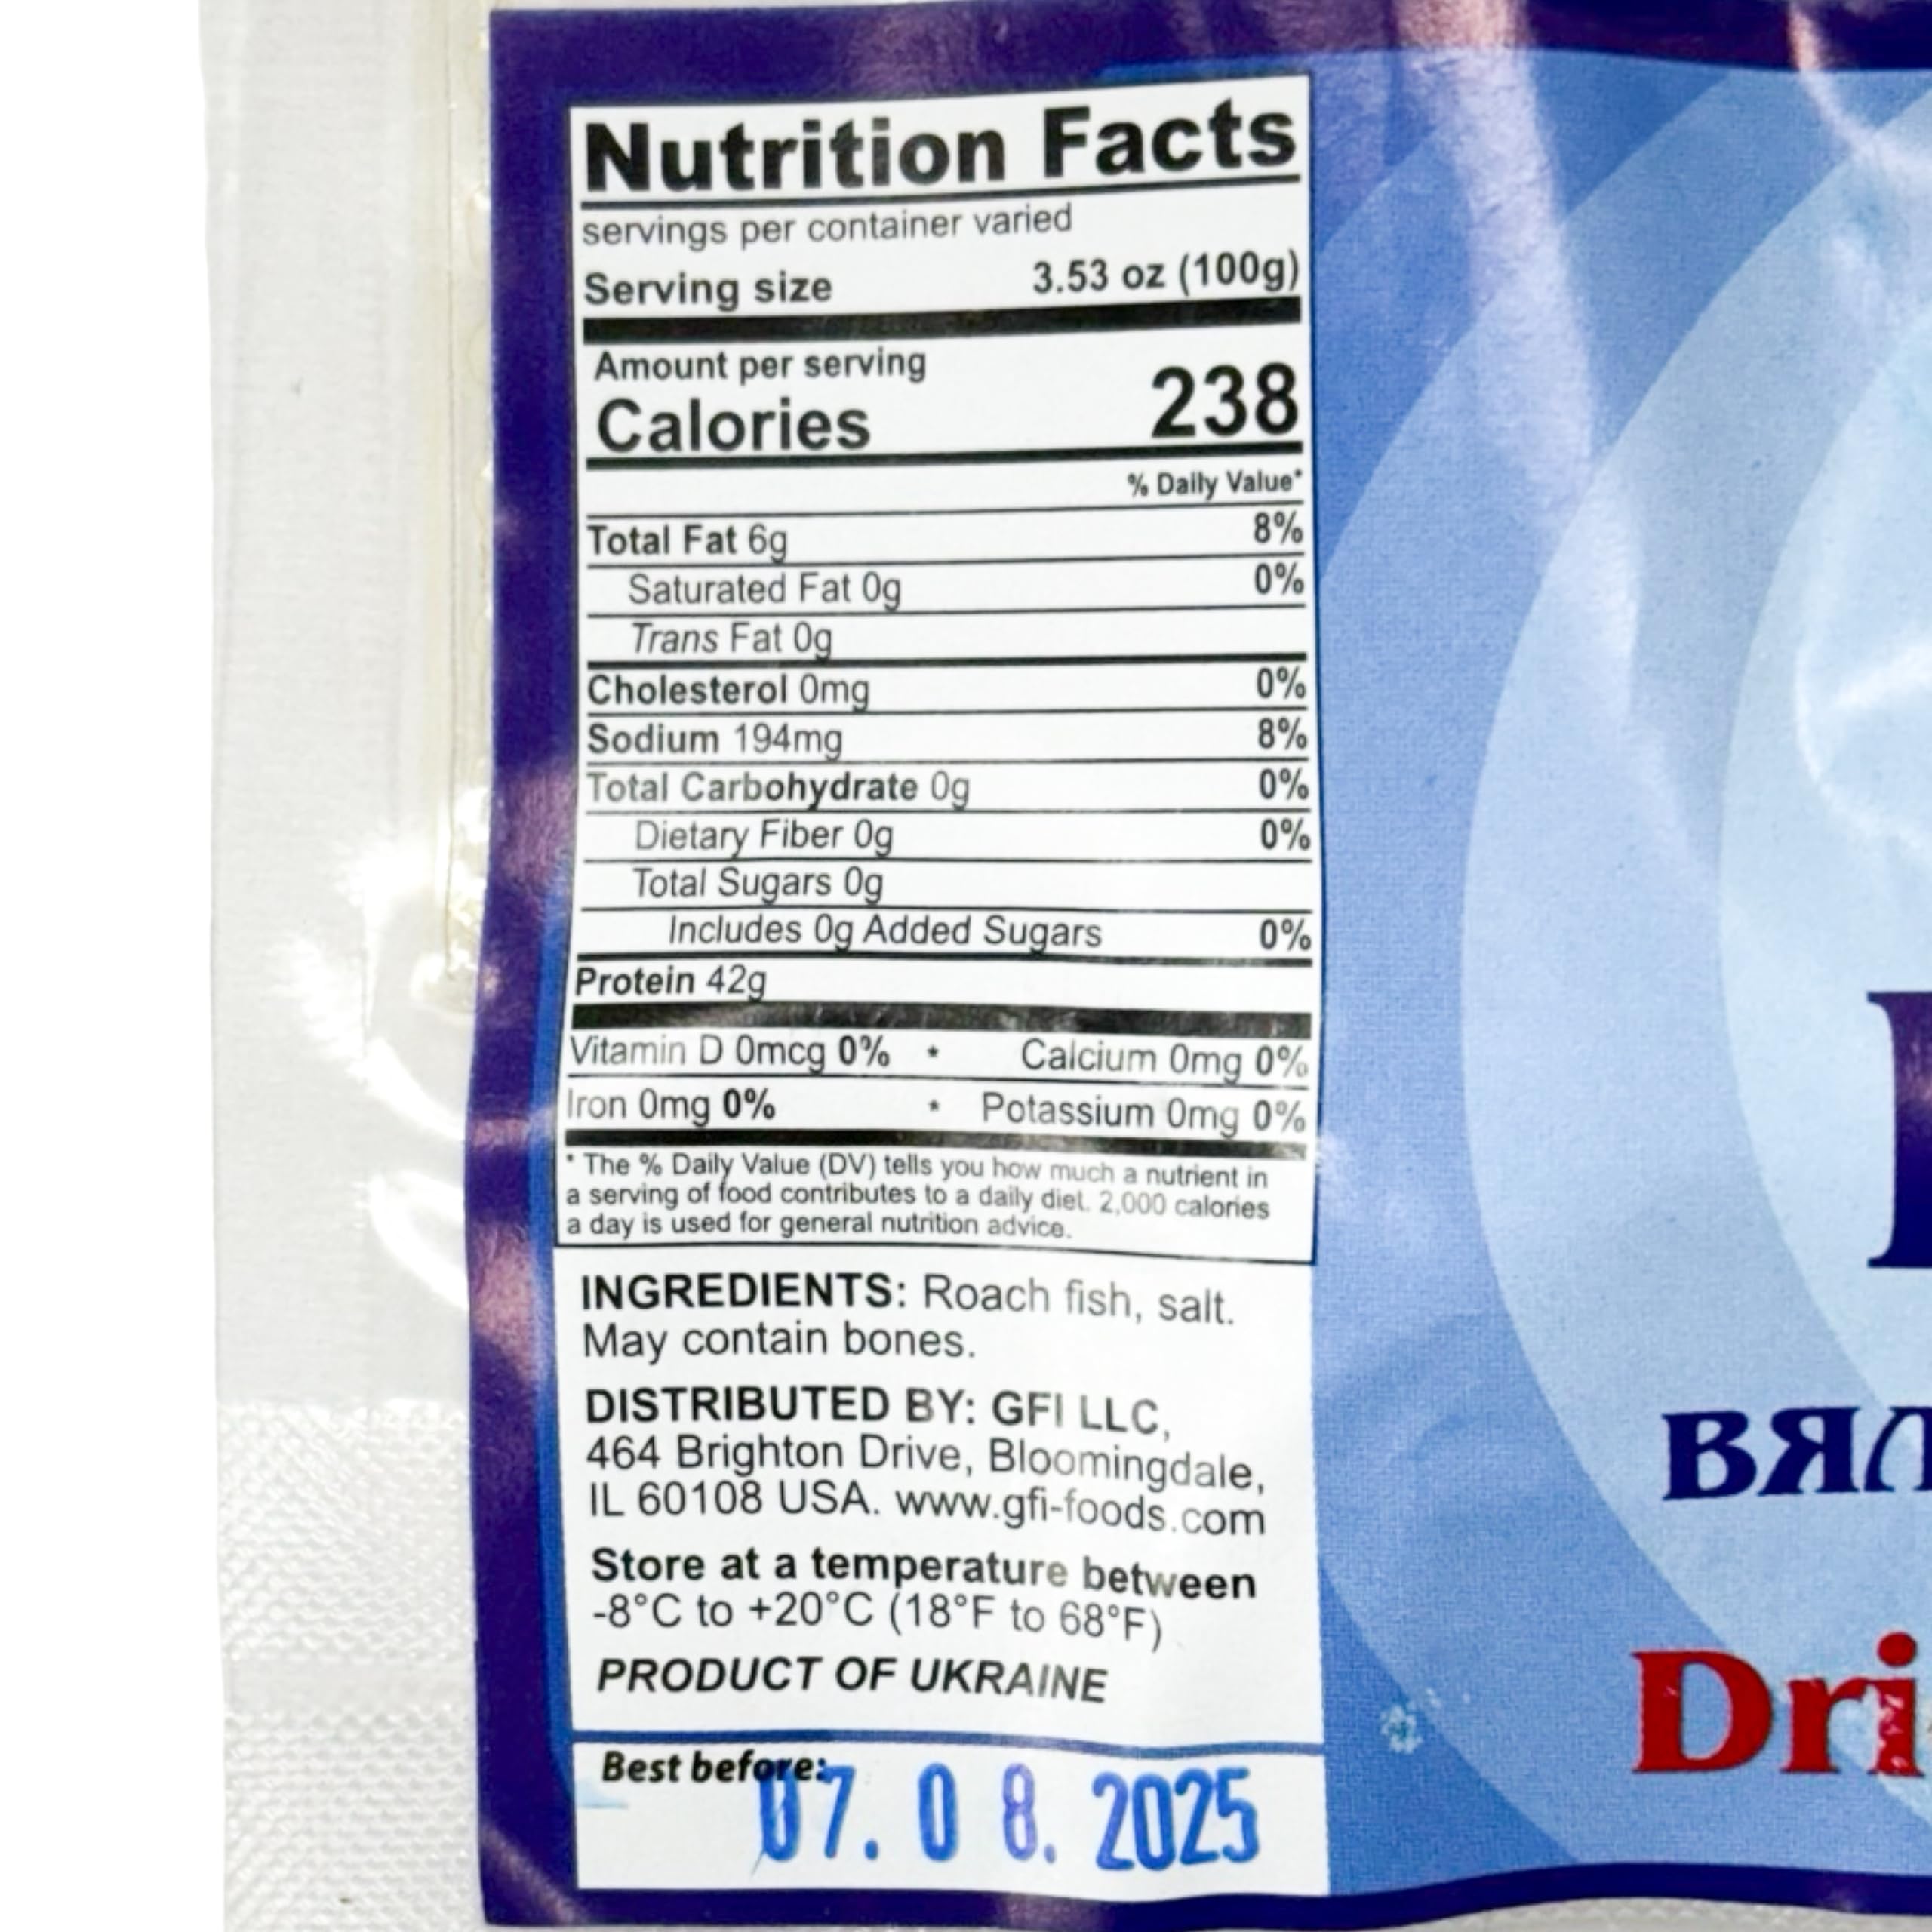 Nutrition Facts
servings per container varied
Serving size 3.53 oz (100g)
Amount per serving
Calories 238
% Daily Value*
Total Fat 6g 8%
Saturated Fat 0g 0%
Trans Fat 0g
Cholesterol 0mg 0%
Sodium 194mg 8%
Total Carbohydrate 0g 0%
Dietary Fiber 0g 0%
Total Sugars 0g
Includes 0g Added Sugars 0%
Protein 42g
Vitamin D 0mcg 0% * Calcium 0mg 0%
Iron 0mg 0% * Potassium 0mg 0%
* The % Daily Value (DV) tells you how much a nutrient in
a serving of food contributes to a daily diet. 2,000 calories
a day is used for general nutrition advice.
INGREDIENTS: Roach fish, salt.
May contain bones.
DISTRIBUTED BY: GFI LLC,
464 Brighton Drive, Bloomingdale,
IL 60108 USA. www.gfi-foods.com
Store at a temperature between
-8°C to +20°C (18°F to 68°F)
PRODUCT OF UKRAINE
Best before:
07. 0 8. 2025
Dri